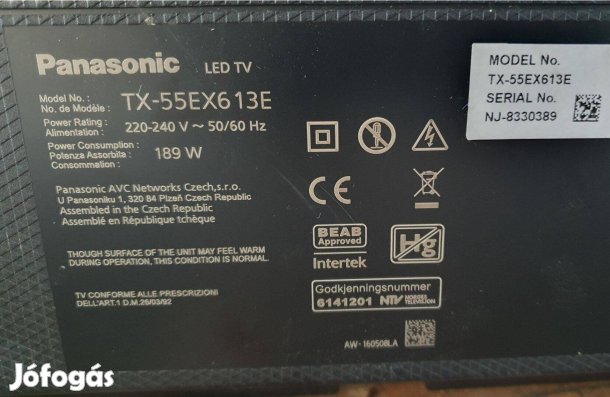 Panasonic LED TV
Model No. :
No. de Modèle :
TX-55EX613E
Power Rating :
Alimentation :
220-240 V ~ 50/60 Hz
Power Consumption :
Potenza Assorbita :
Consommation :
189 W
Panasonic AVC Networks Czech,s.r.o.
U Panasoniku 1, 320 84 Plzeň Czech Republic
Assembled in the Czech Republic
Assemblé en République tchèque
THOUGH SURFACE OF THE UNIT MAY FEEL WARM
DURING OPERATION, THIS CONDITION IS NORMAL.
TV CONFORME ALLE PRESCRIZIONI
DELL'ART.1 D.M.26/03/92
CE
BEAB
Approved
Intertek
Hg
Godkjenningsnummer
6141201 NTV NORGES
TELEVISJON
AW-160508LA
MODEL No.
TX-55EX613E
SERIAL No.
NJ-8330389
Jófogás